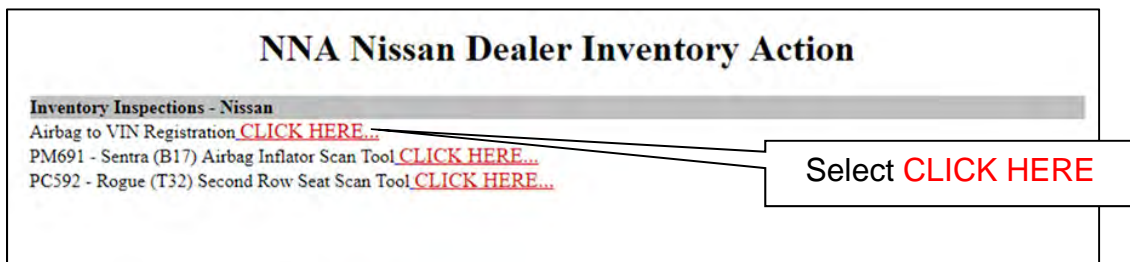 NNA Nissan Dealer Inventory Action
Inventory Inspections - Nissan
Airbag to VIN Registration CLICK HERE...
PM691 - Sentra (B17) Airbag Inflator Scan Tool CLICK HERE...
PC592 - Rogue (T32) Second Row Seat Scan Tool CLICK HERE...
Select CLICK HERE